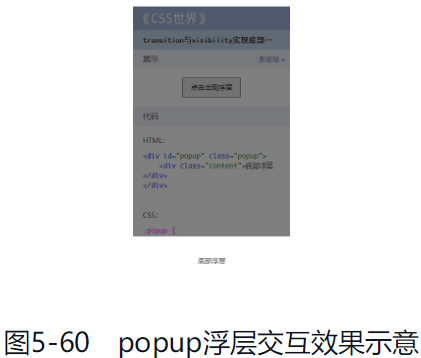 《CSS世界》
transition与visibility实现底部一
展示
点击出现浮层
代码
HTML:
<div id="popup" class="popup">
<div class="content">底部浮层
</div>
</div>
CSS:
.popup {
底部浮层
图5-60 popup浮层交互效果示意